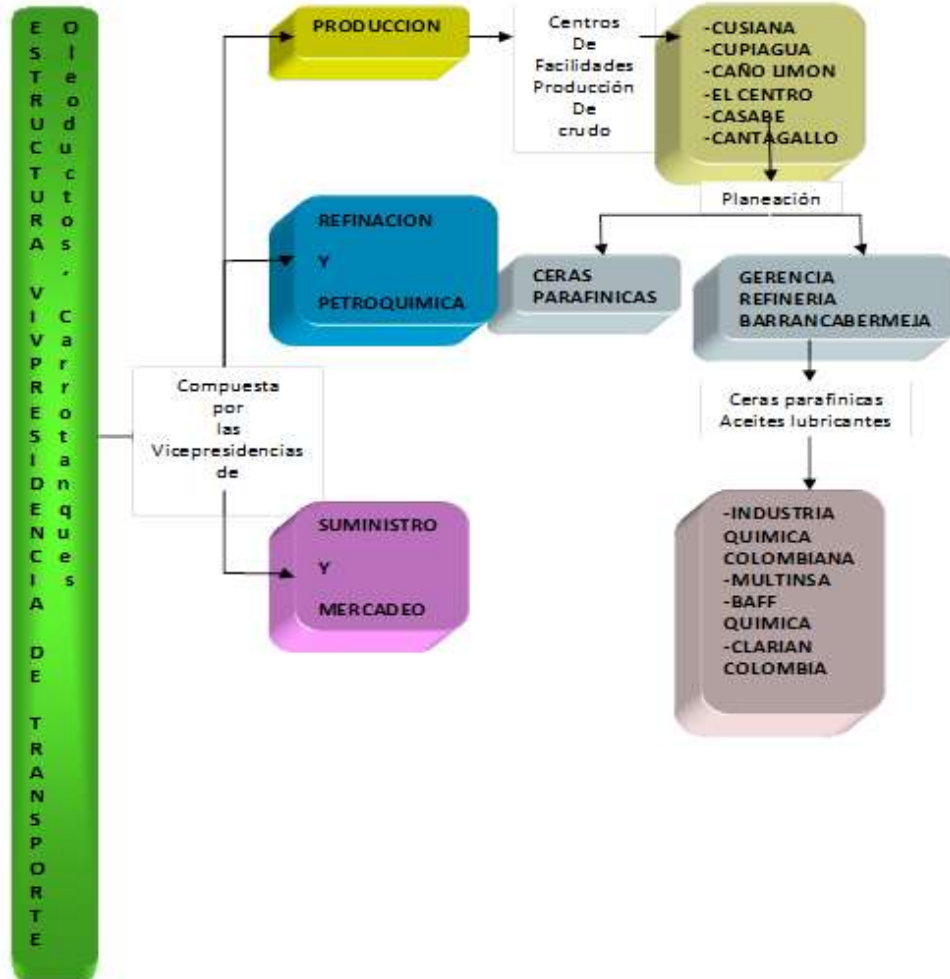 ESTRUCTURA VIVPRESIDENCIA DE TRANSPORTE
Oleoductos, Carrotanques
Compuesta
por
las
Vicepresidencias
de
PRODUCCION
Centros
De
Facilidades
Producción
De
crudo
-CUSIANA
-CUPIAGUA
-CAÑO LIMON
-EL CENTRO
-CASABE
-CANTAGALLO
Planeación
REFINACION
Y
PETROQUIMICA
CERAS
PARAFINICAS
GERENCIA
REFINERIA
BARRANCABERMEJA
Ceras parafinicas
Aceites lubricantes
SUMINISTRO
Y
MERCADEO
-INDUSTRIA
QUIMICA
COLOMBIANA
-MULTINSA
-BAFF
QUIMICA
-CLARIAN
COLOMBIA